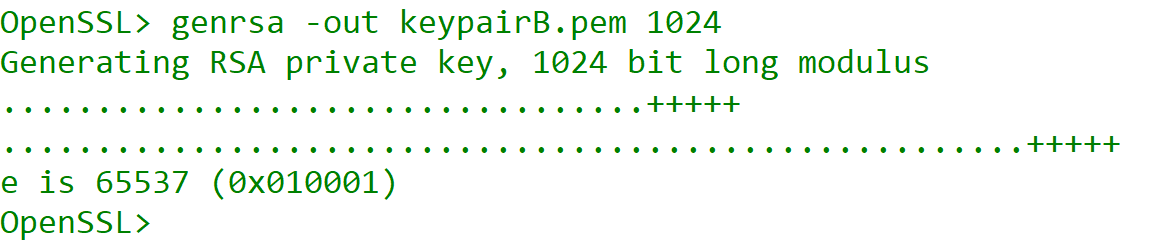 OpenSSL> genrsa -out keypairB.pem 1024
Generating RSA private key, 1024 bit long modulus
..................................+++++
......................................................+++++
e is 65537 (0x010001)
OpenSSL>